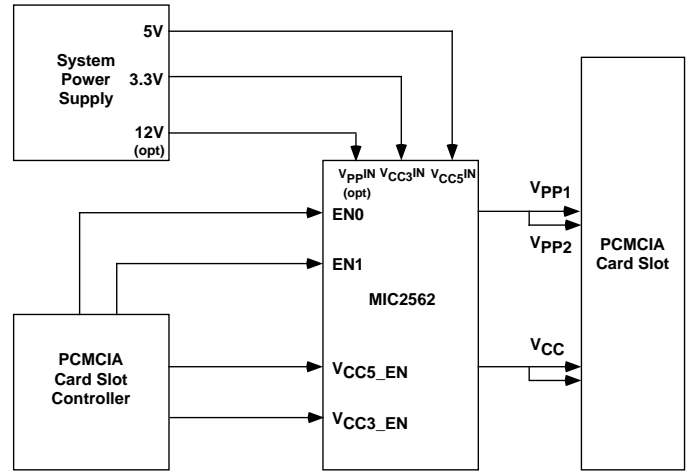 5V
System
Power
Supply
3.3V
12V
(opt)
VPPIN VCC3IN VCC5IN
(opt)
EN0
EN1
MIC2562
VCC5_EN
VCC3_EN
PCMCIA
Card Slot
Controller
VPP1
VPP2
VCC
PCMCIA
Card Slot